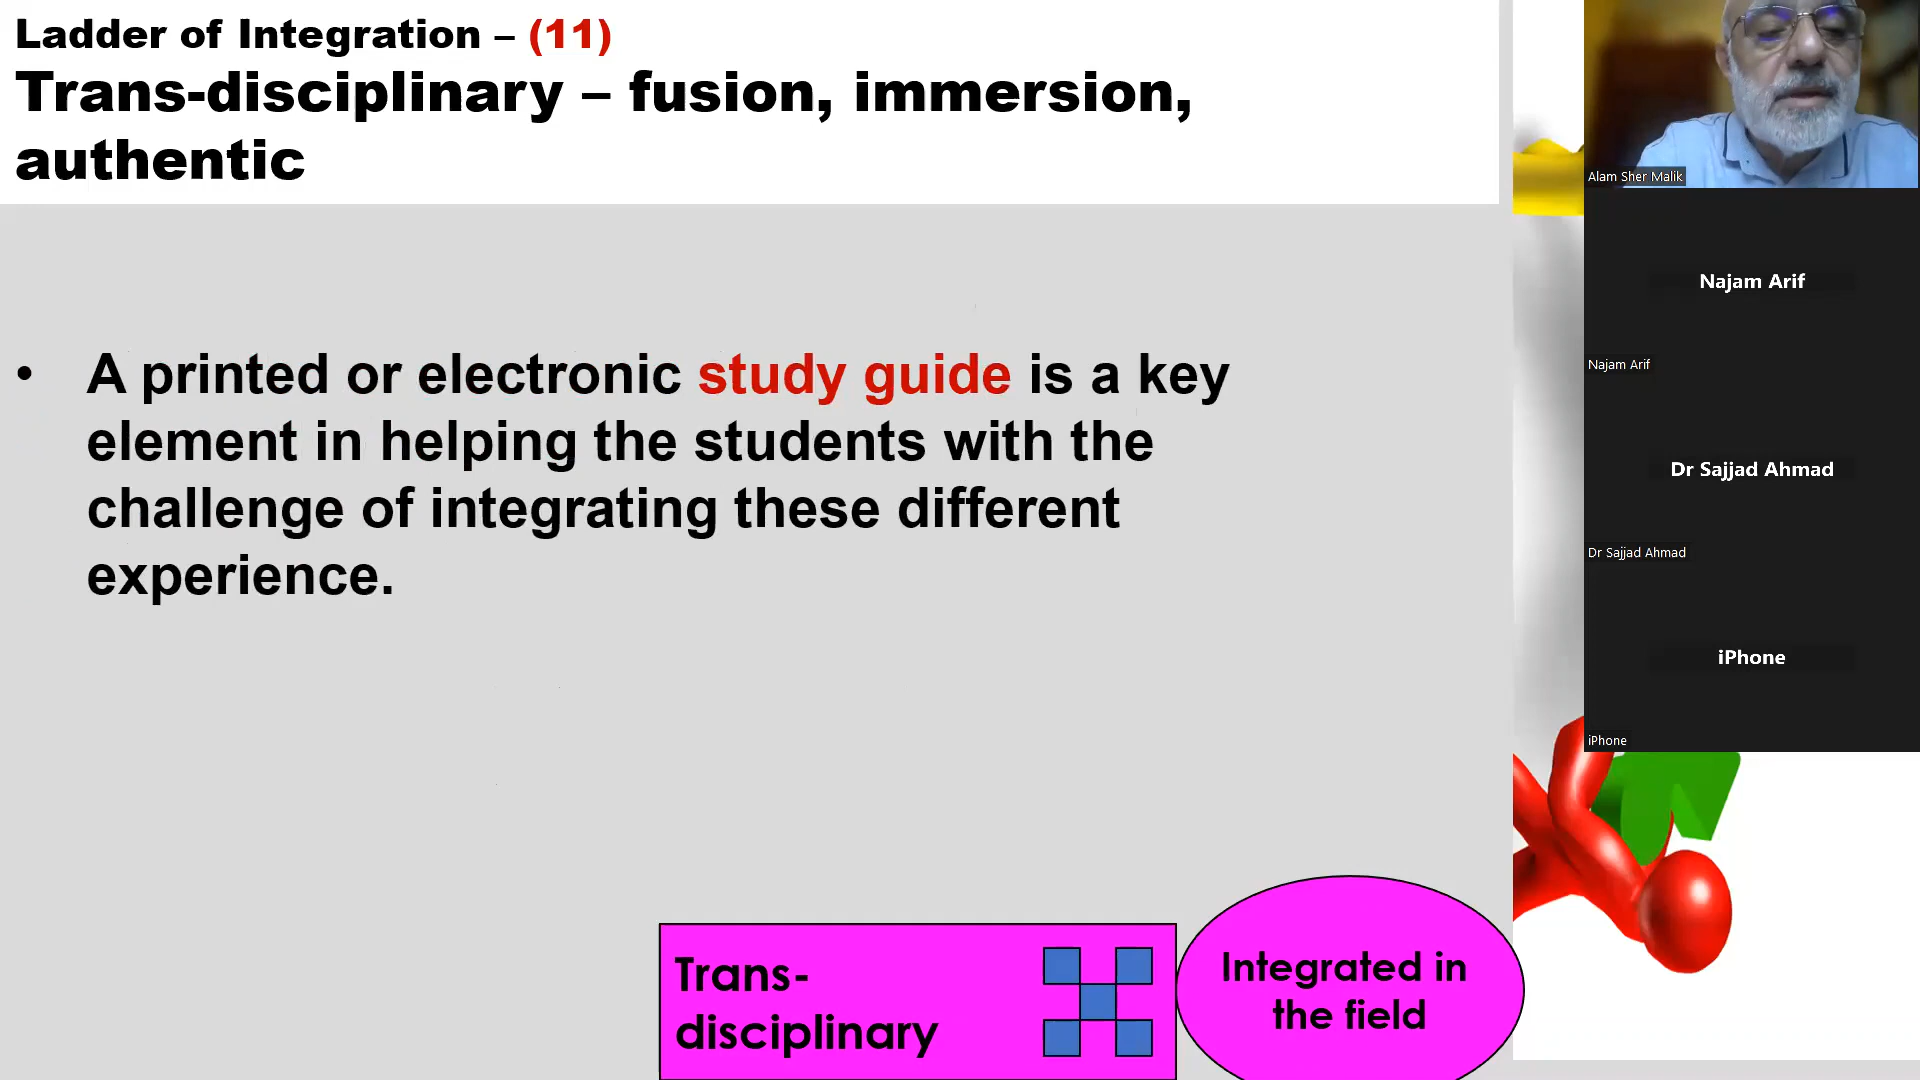 Ladder of Integration – (11)
Trans-disciplinary – fusion, immersion,
authentic
• A printed or electronic study guide is a key
element in helping the students with the
challenge of integrating these different
experience.
Trans-
disciplinary
Integrated in
the field
Alam Sher Malik
Najam Arif
Najam Arif
Dr Sajjad Ahmad
Dr Sajjad Ahmad
iPhone
iPhone